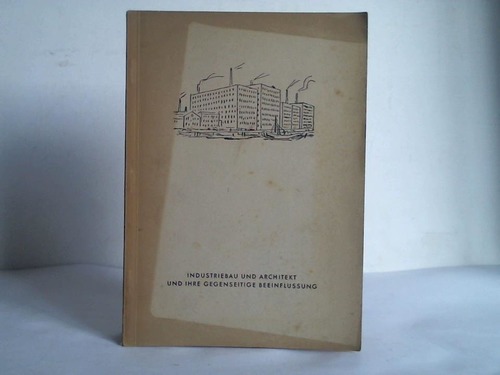 INDUSTRIEBAU UND ARCHITEKT
UND IHRE GEGENSEITIGE BEEINFLUSSUNG